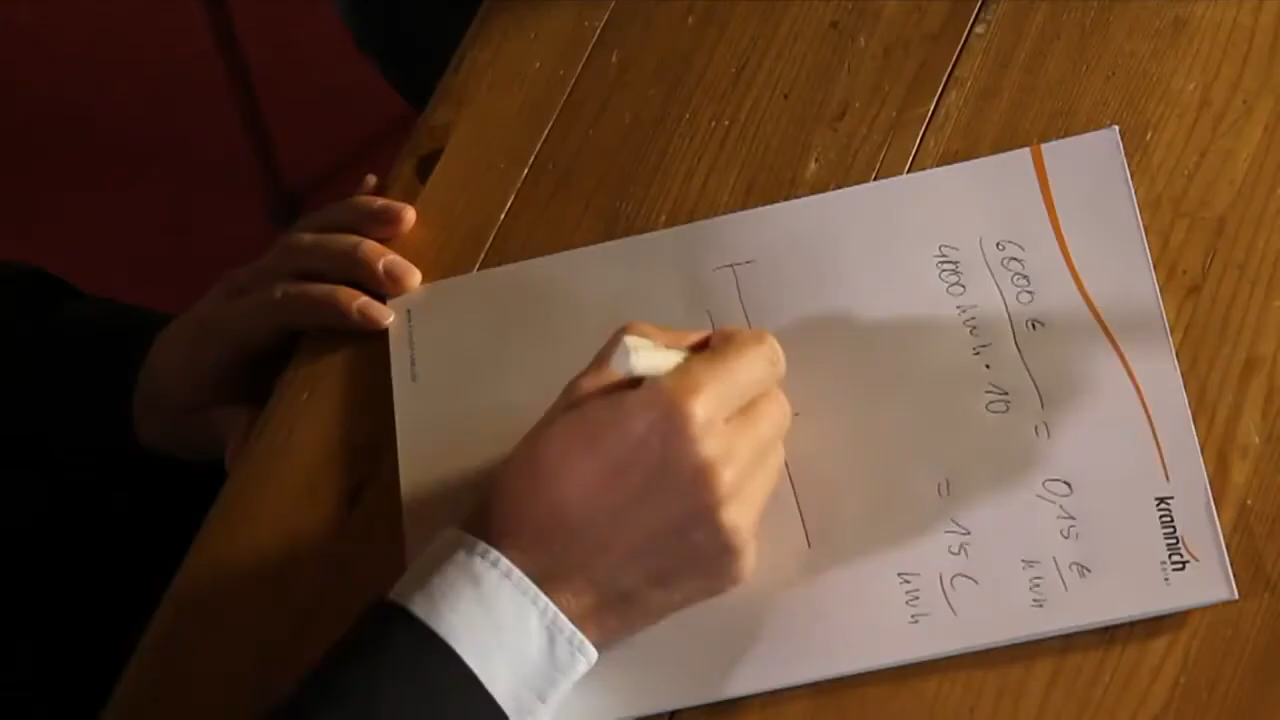 krannich
6000 € = 0,15 €
4000 kWh · 10 kWh
= 15 C
kWh